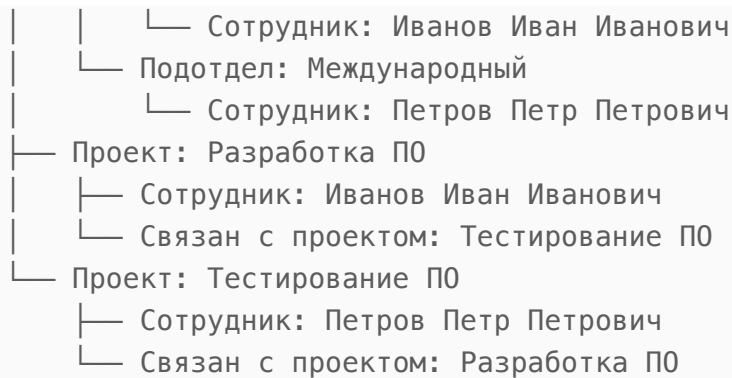 │   │   └── Сотрудник: Иванов Иван Иванович
│   └── Подотдел: Международный
│       └── Сотрудник: Петров Петр Петрович
├── Проект: Разработка ПО
│   ├── Сотрудник: Иванов Иван Иванович
│   └── Связан с проектом: Тестирование ПО
└── Проект: Тестирование ПО
    ├── Сотрудник: Петров Петр Петрович
    └── Связан с проектом: Разработка ПО